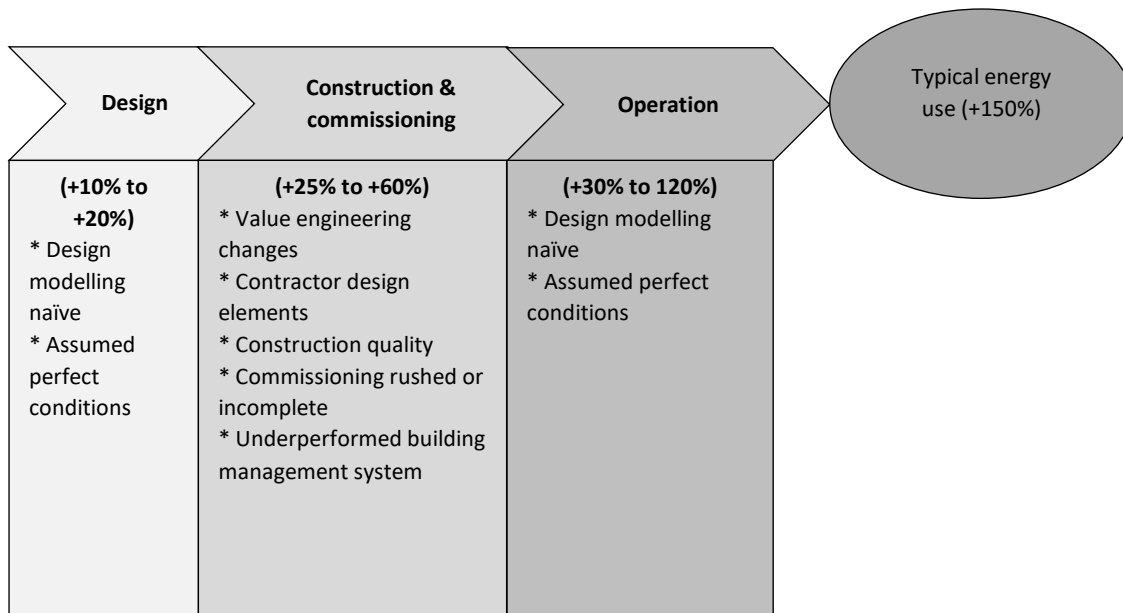 Design
Construction &
commissioning
Operation
Typical energy
use (+150%)
(+10% to
+20%)
* Design
modelling
naïve
* Assumed
perfect
conditions
(+25% to +60%)
* Value engineering
changes
* Contractor design
elements
* Construction quality
* Commissioning rushed or
incomplete
* Underperformed building
management system
(+30% to 120%)
* Design modelling
naïve
* Assumed perfect
conditions